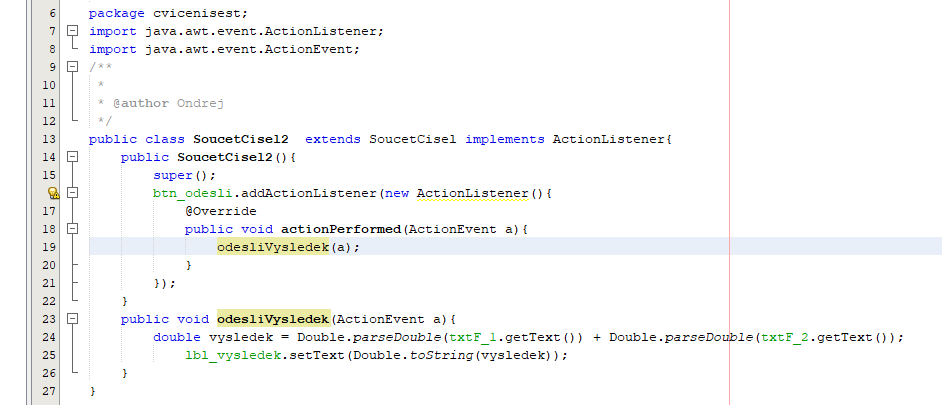 6 package cvicenisest;
7 import java.awt.event.ActionListener;
8 import java.awt.event.ActionEvent;
9 /**
10  *
11  * @author Ondrej
12  */
13 public class SoucetCisel2  extends SoucetCisel implements ActionListener{
14     public SoucetCisel2(){
15         super();
        btn_odesli.addActionListener(new ActionListener(){
17             @Override
18             public void actionPerformed(ActionEvent a){
19                 odesliVysledek(a);
20             }
21         });
22     }
23     public void odesliVysledek(ActionEvent a){
24         double vysledek = Double.parseDouble(txtF_1.getText()) + Double.parseDouble(txtF_2.getText());
25             lbl_vysledek.setText(Double.toString(vysledek));
26     }
27 }